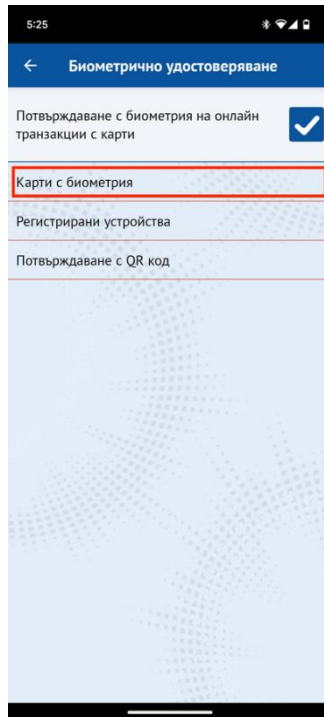 5:25
Биометрично удостоверяване
Потвърждаване с биометрия на онлайн
транзакции с карти
Карти с биометрия
Регистрирани устройства
Потвърждаване с QR код